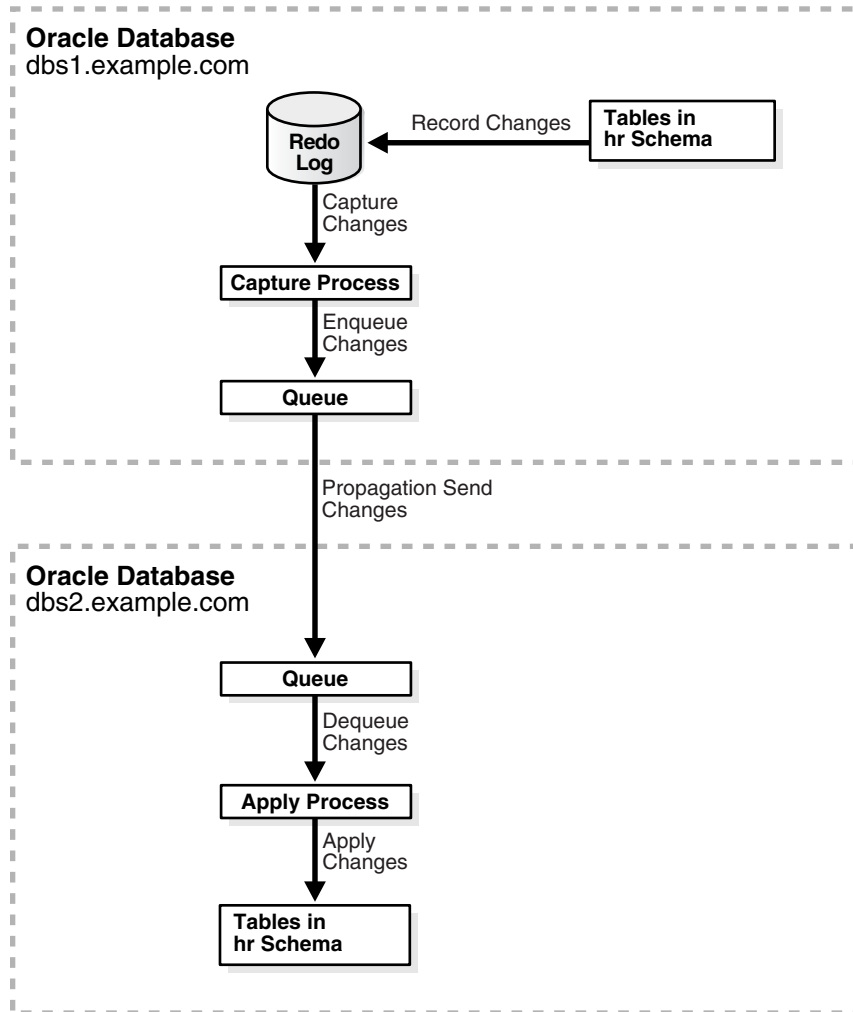 Oracle Database
dbs1.example.com
Redo
Log
Record Changes
Tables in
hr Schema
Capture
Changes
Capture Process
Enqueue
Changes
Queue
Propagation Send
Changes
Oracle Database
dbs2.example.com
Queue
Dequeue
Changes
Apply Process
Apply
Changes
Tables in
hr Schema